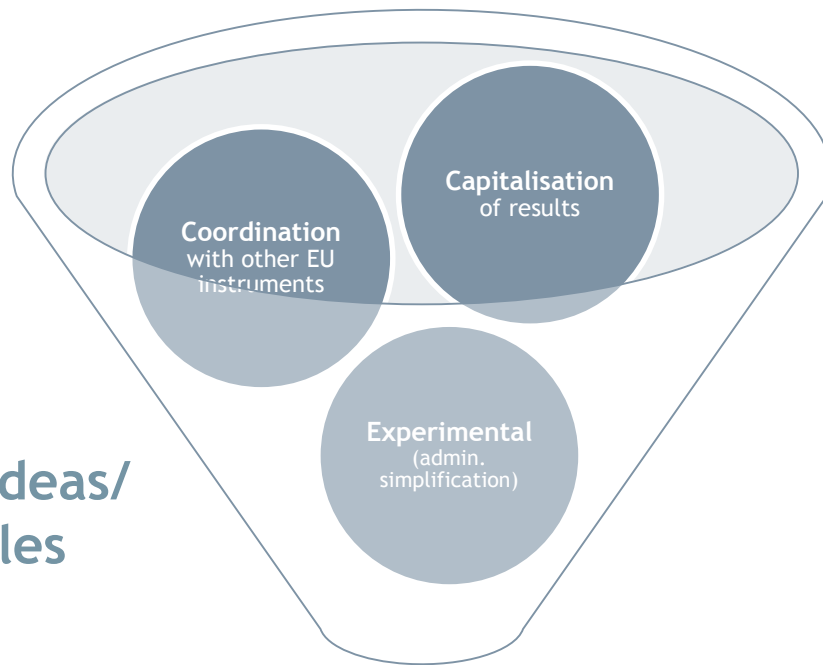 Capitalisation
of results
Coordination
with other EU
instruments
Experimental
(admin.
simplification)
deas/
les